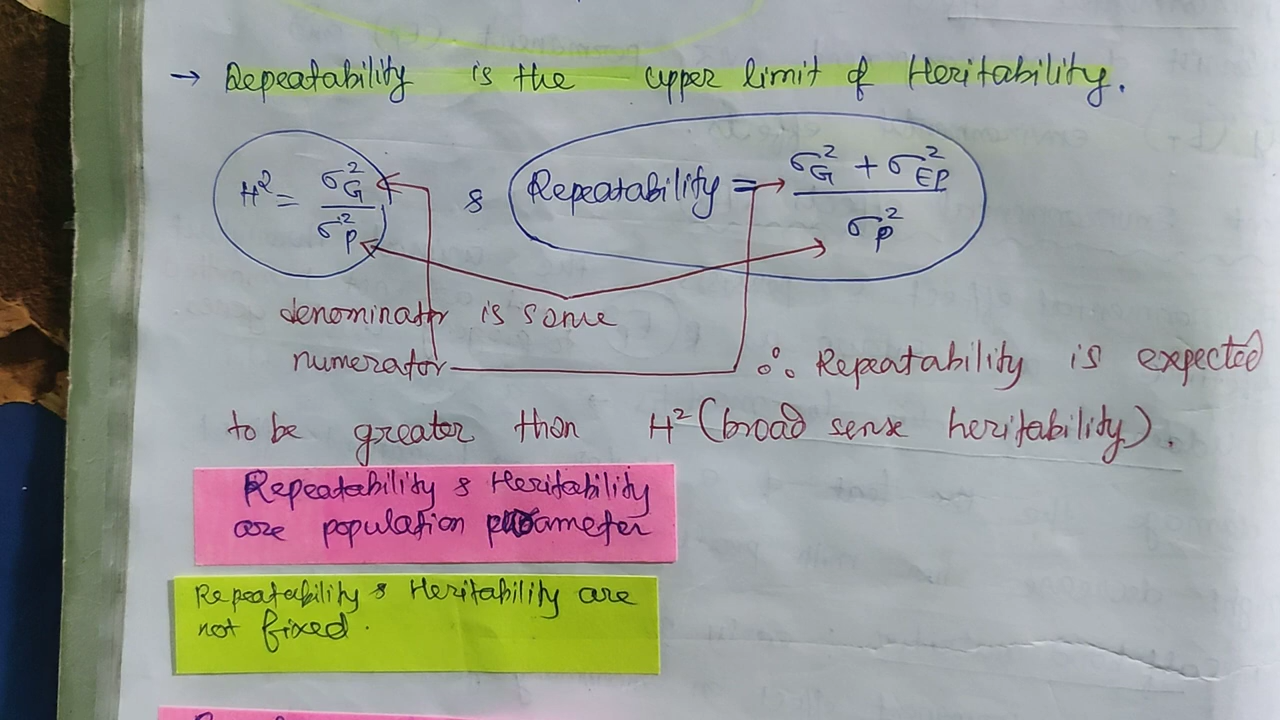 → Repeatability is the upper limit of Heritability.
H² = σ²G / σ²P & Repeatability = σ²G + σ²EP / σ²P
denominator is same
numerator ∴ Repeatability is expected
to be greater than H² (broad sense heritability).
Repeatability & Heritability
are population parameter
Repeatability & Heritability are
not fixed.